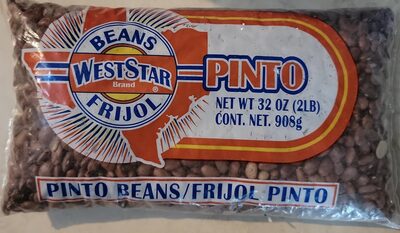 BEANS
WESTSTAR
Brand
FRIJOL
PINTO
NET WT 32 OZ (2LB)
CONT. NET. 908g
PINTO BEANS/FRIJOL PINTO